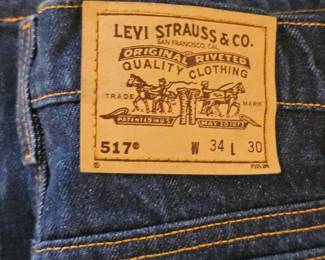 LEVI STRAUSS & CO.
SAN FRANCISCO, CAL.
ORIGINAL RIVETED
QUALITY CLOTHING
TRADE MARK
PATENTED IN U.S. MAY 20 1873
517® W 34 L 30
©